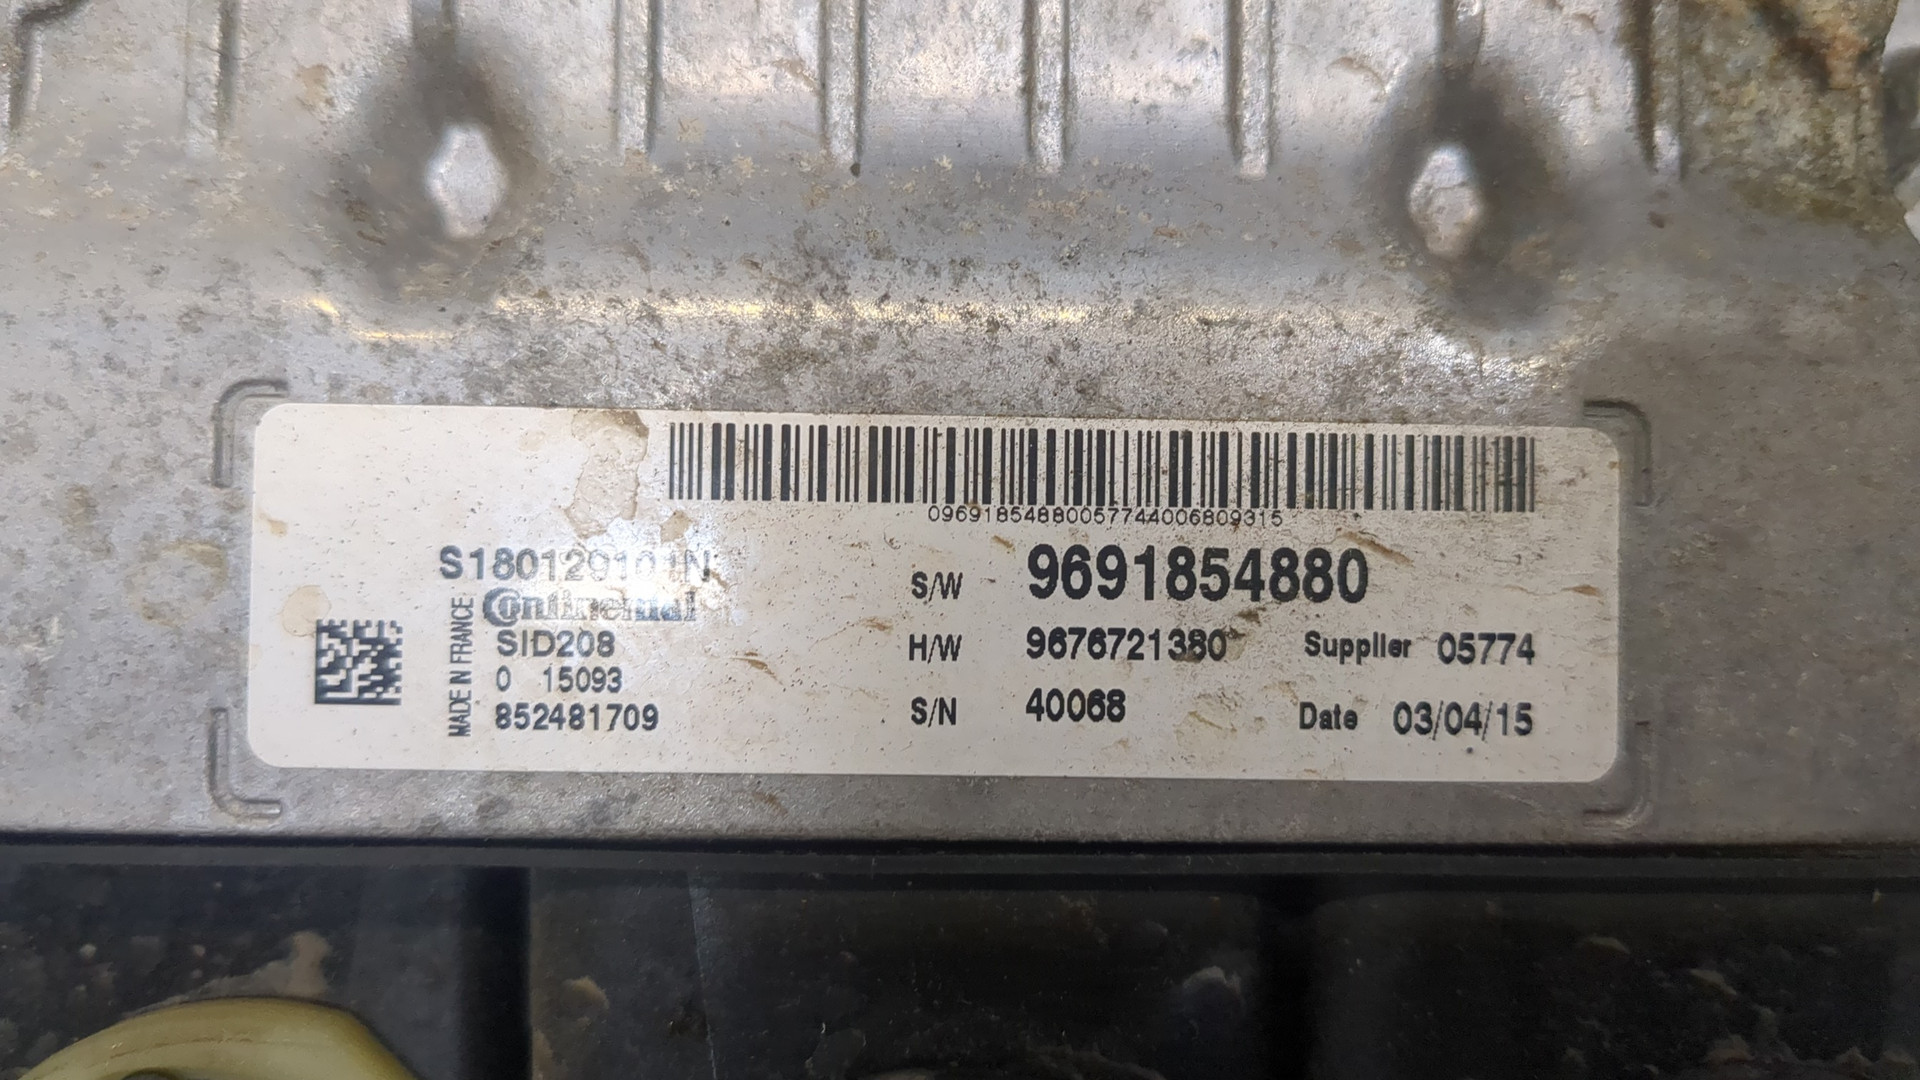 09691854880057744006809315
S180129101N
Continental
MADE IN FRANCE
SID208
0 15093
852481709
S/W 9691854880
H/W 9676721380 Supplier 05774
S/N 40068 Date 03/04/15